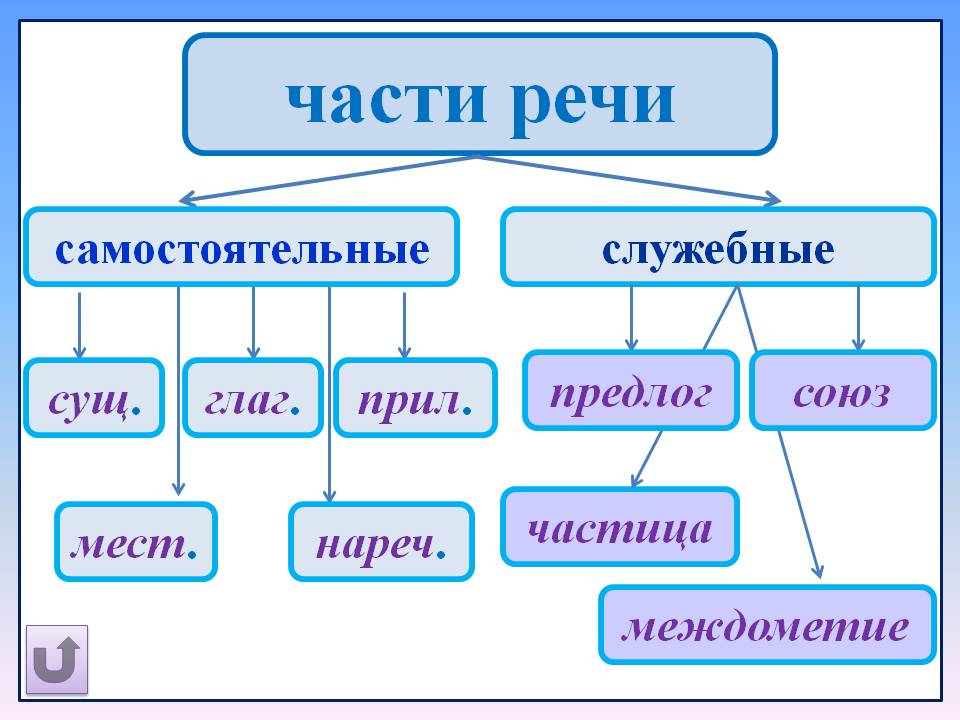 части речи
самостоятельные
служебные
сущ.
глаг.
прил.
предлог
союз
мест.
нареч.
частица
междометие